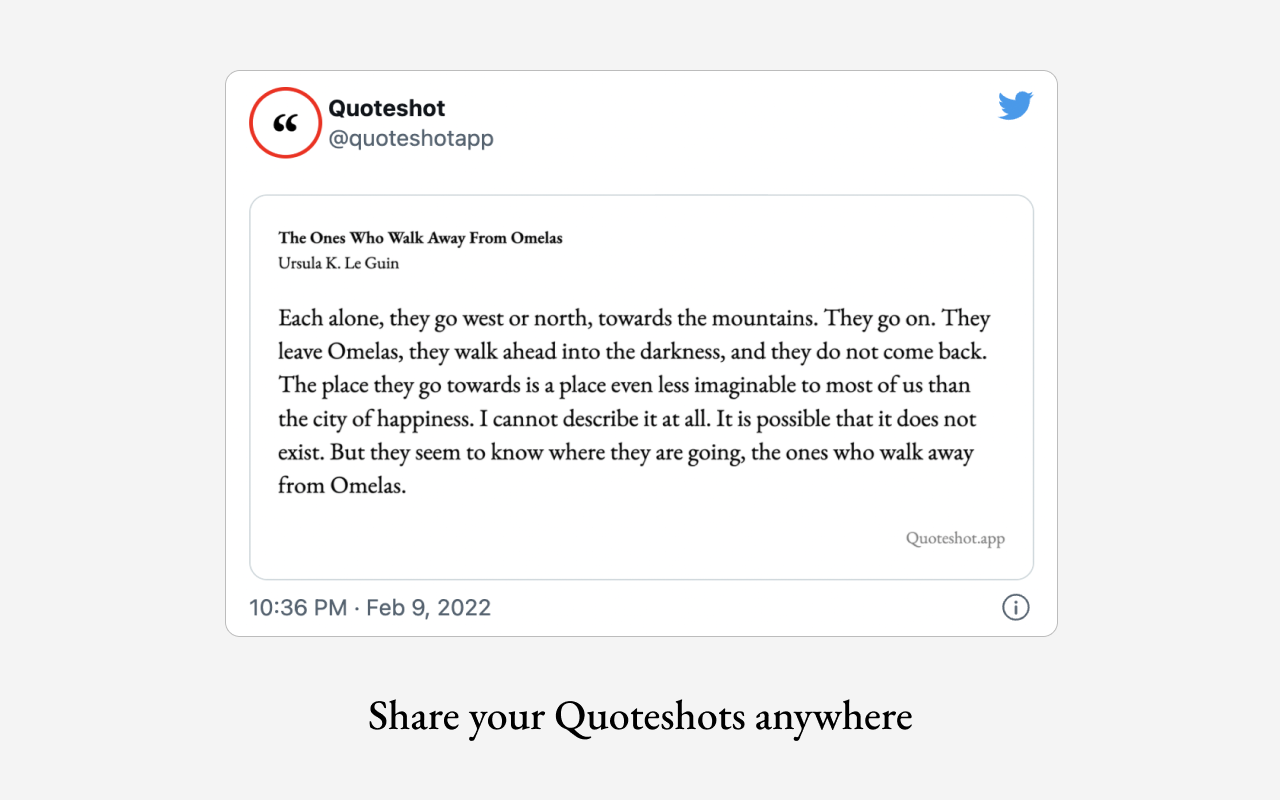 “
Quoteshot
@quoteshotapp
The Ones Who Walk Away From Omelas
Ursula K. Le Guin
Each alone, they go west or north, towards the mountains. They go on. They
leave Omelas, they walk ahead into the darkness, and they do not come back.
The place they go towards is a place even less imaginable to most of us than
the city of happiness. I cannot describe it at all. It is possible that it does not
exist. But they seem to know where they are going, the ones who walk away
from Omelas.
Quoteshot.app
10:36 PM · Feb 9, 2022
Share your Quoteshots anywhere